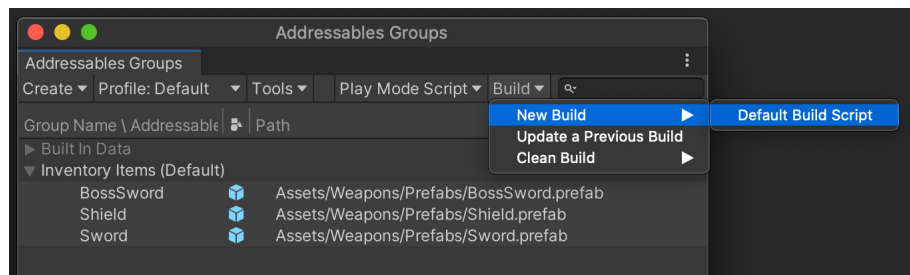 Addressables Groups
Addressables Groups
Create Profile: Default Tools Play Mode Script Build
New Build Default Build Script
Group Name \ Addressable Path
Update a Previous Build
Built In Data
Clean Build
Inventory Items (Default)
BossSword Assets/Weapons/Prefabs/BossSword.prefab
Shield Assets/Weapons/Prefabs/Shield.prefab
Sword Assets/Weapons/Prefabs/Sword.prefab